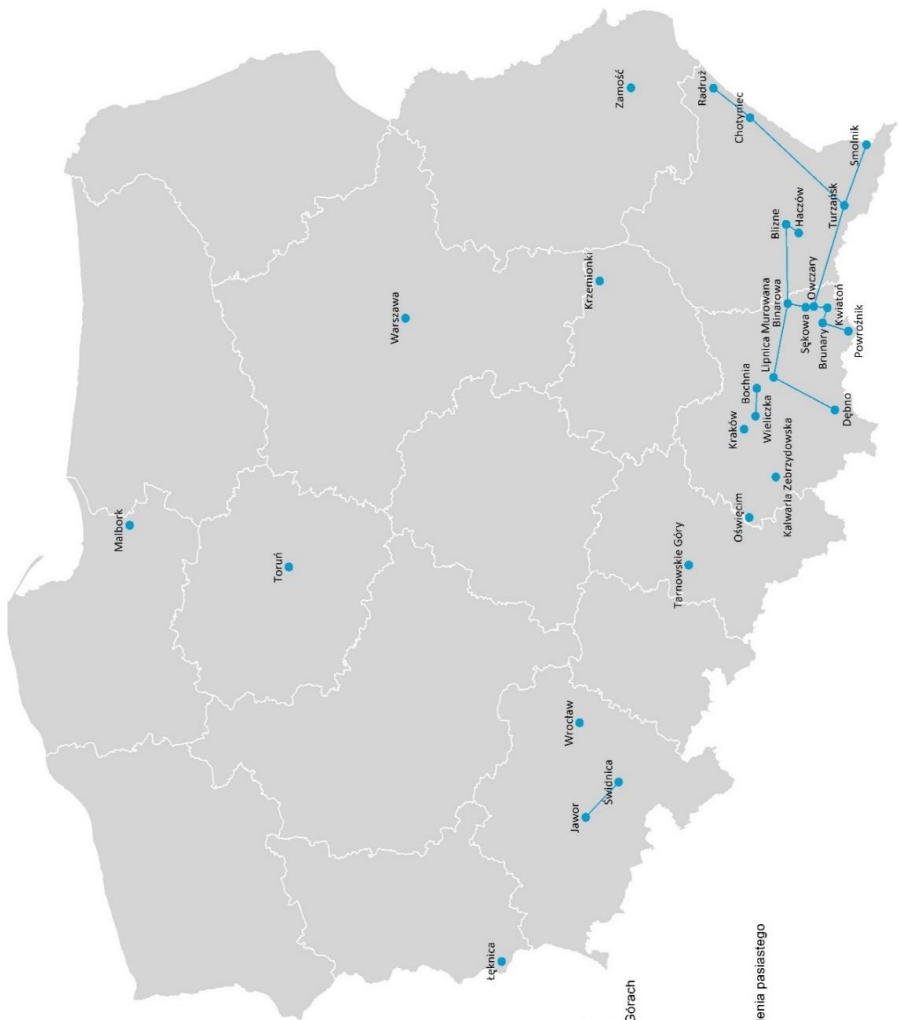 Malbork
Toruń
Warszawa
Łęknica
Jawor
Świdnica
Wrocław
Krzemionki
Zamość
Tarnowskie Góry
Oświęcim
Kraków
Wieliczka
Bochnia
Kalwaria Zebrzydowska
Lipnica Murowana
Binarowa
Dębno
Sękowa
Owczary
Brunary
Kwiatoń
Powroźnik
Blizne
Haczów
Radruż
Chotyniec
Turzańsk
Smolnik
Górach
enia pasiastego